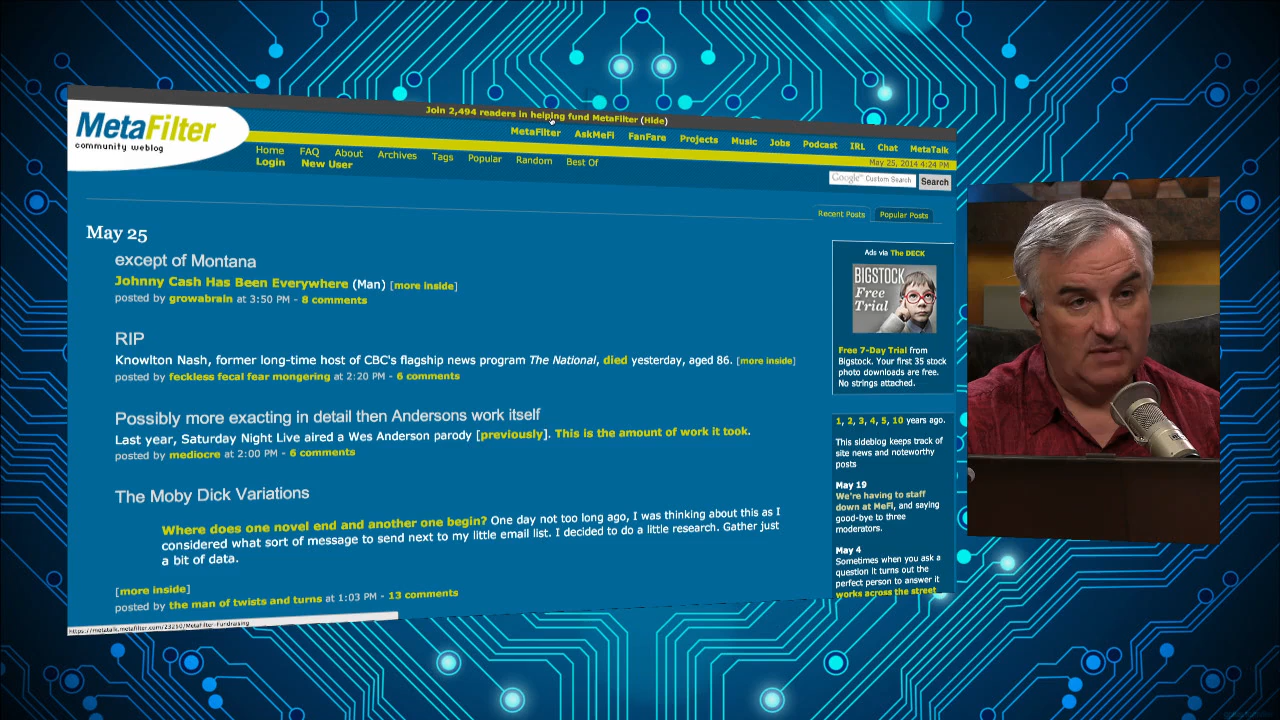 Join 2,494 readers in helping fund MetaFilter (Hide)
MetaFilter
community weblog
MetaFilter AskMeFi FanFare Projects Music Jobs Podcast IRL Chat MetaTalk
Home FAQ About Archives Tags Popular Random Best Of
May 25, 2014 4:24 PM
Login New User
Google™ Custom Search Search
Recent Posts Popular Posts
May 25
except of Montana
Johnny Cash Has Been Everywhere (Man) [more inside]
posted by growabrain at 3:50 PM - 8 comments
RIP
Knowlton Nash, former long-time host of CBC's flagship news program The National, died yesterday, aged 86. [more inside]
posted by feckless fecal fear mongering at 2:20 PM - 6 comments
Possibly more exacting in detail then Andersons work itself
Last year, Saturday Night Live aired a Wes Anderson parody [previously]. This is the amount of work it took.
posted by mediocre at 2:00 PM - 6 comments
The Moby Dick Variations
Where does one novel end and another one begin? One day not too long ago, I was thinking about this as I
considered what sort of message to send next to my little email list. I decided to do a little research. Gather just
a bit of data.
[more inside]
posted by the man of twists and turns at 1:03 PM - 13 comments
https://metatalk.metafilter.com/23250/MetaFilter-Fundraising
Ads via The DECK
BIGSTOCK
Free
Trial
Free 7-Day Trial from
Bigstock. Your first 35 stock
photo downloads are free.
No strings attached.
1, 2, 3, 4, 5, 10 years ago.
This sideblog keeps track of
site news and noteworthy
posts
May 19
We're having to staff
down at MeFi, and saying
good-bye to three
moderators.
May 4
Sometimes when you ask a
question it turns out the
perfect person to answer it
works across the street